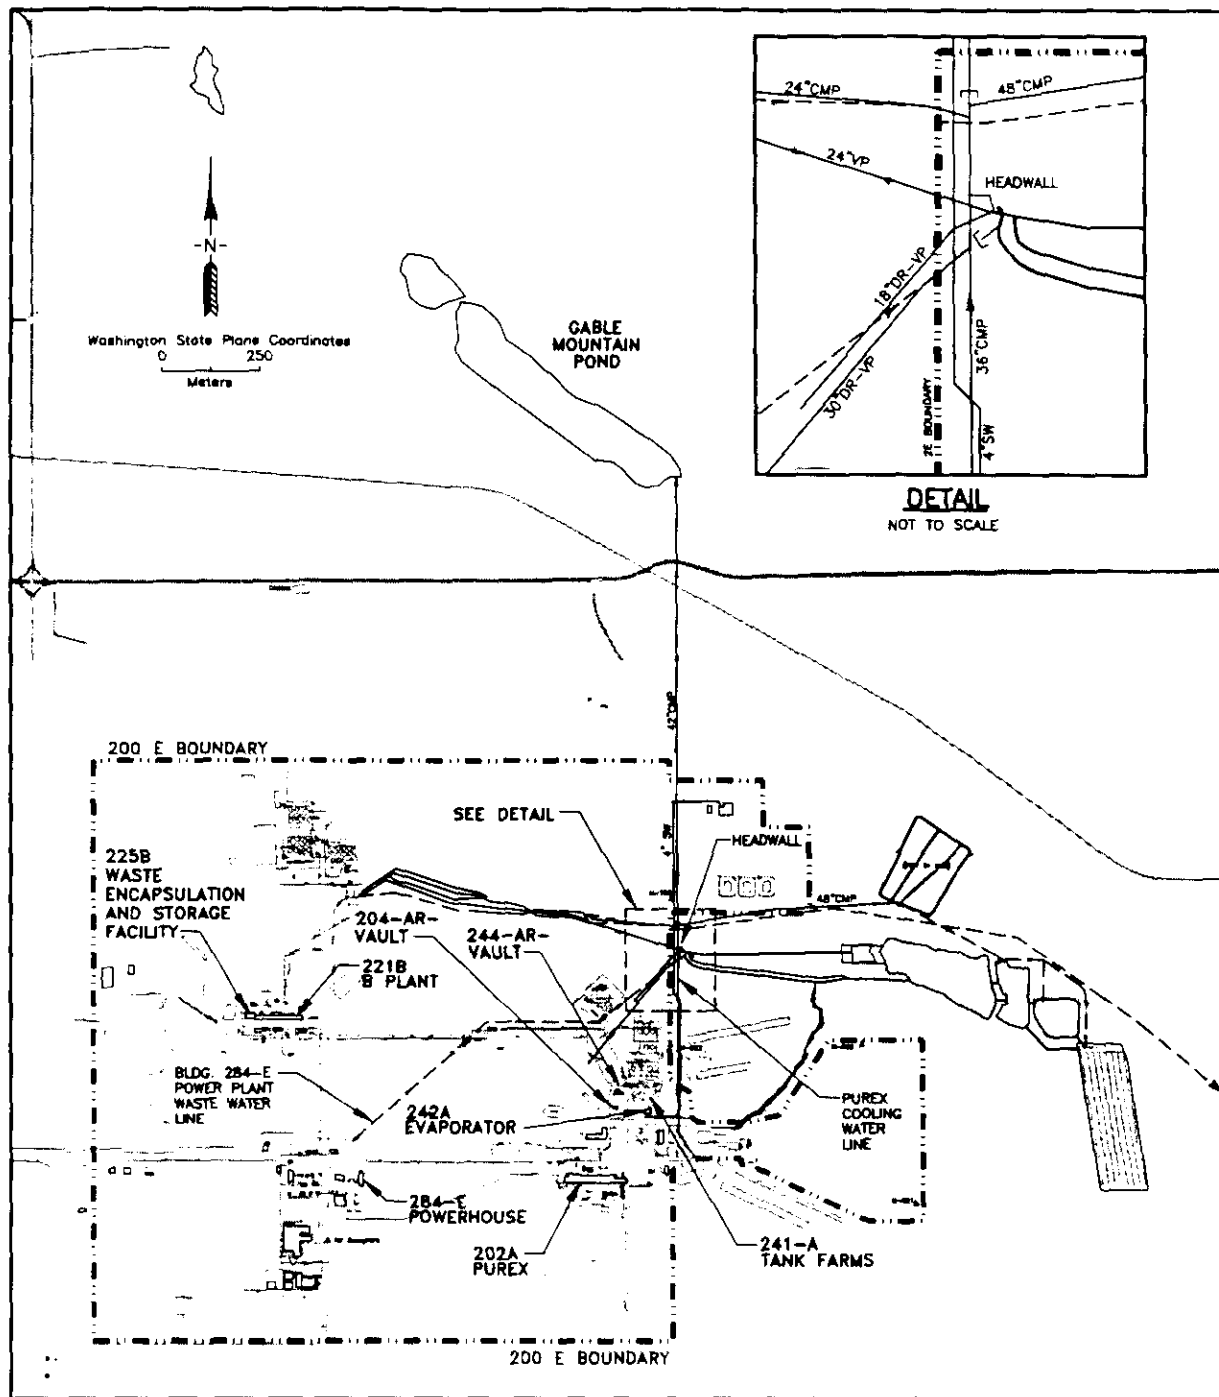 -N-
Washington State Plane Coordinates
0 250
Meters
GABLE
MOUNTAIN
POND
24"CMP
48"CMP
24"VP
HEADWALL
18"DR-VP
30"DR-VP
36"CMP
2E BOUNDARY
4"SW
DETAIL
NOT TO SCALE
42"CMP
200 E BOUNDARY
SEE DETAIL
4" SW
HEADWALL
48"CMP
225B
WASTE
ENCAPSULATION
AND STORAGE
FACILITY
204-AR-
VAULT
244-AR-
VAULT
221B
B PLANT
BLDG. 284-E
POWER PLANT
WASTE WATER
LINE
242A
EVAPORATOR
PUREX
COOLING
WATER
LINE
284-E
POWERHOUSE
202A
PUREX
241-A
TANK FARMS
200 E BOUNDARY